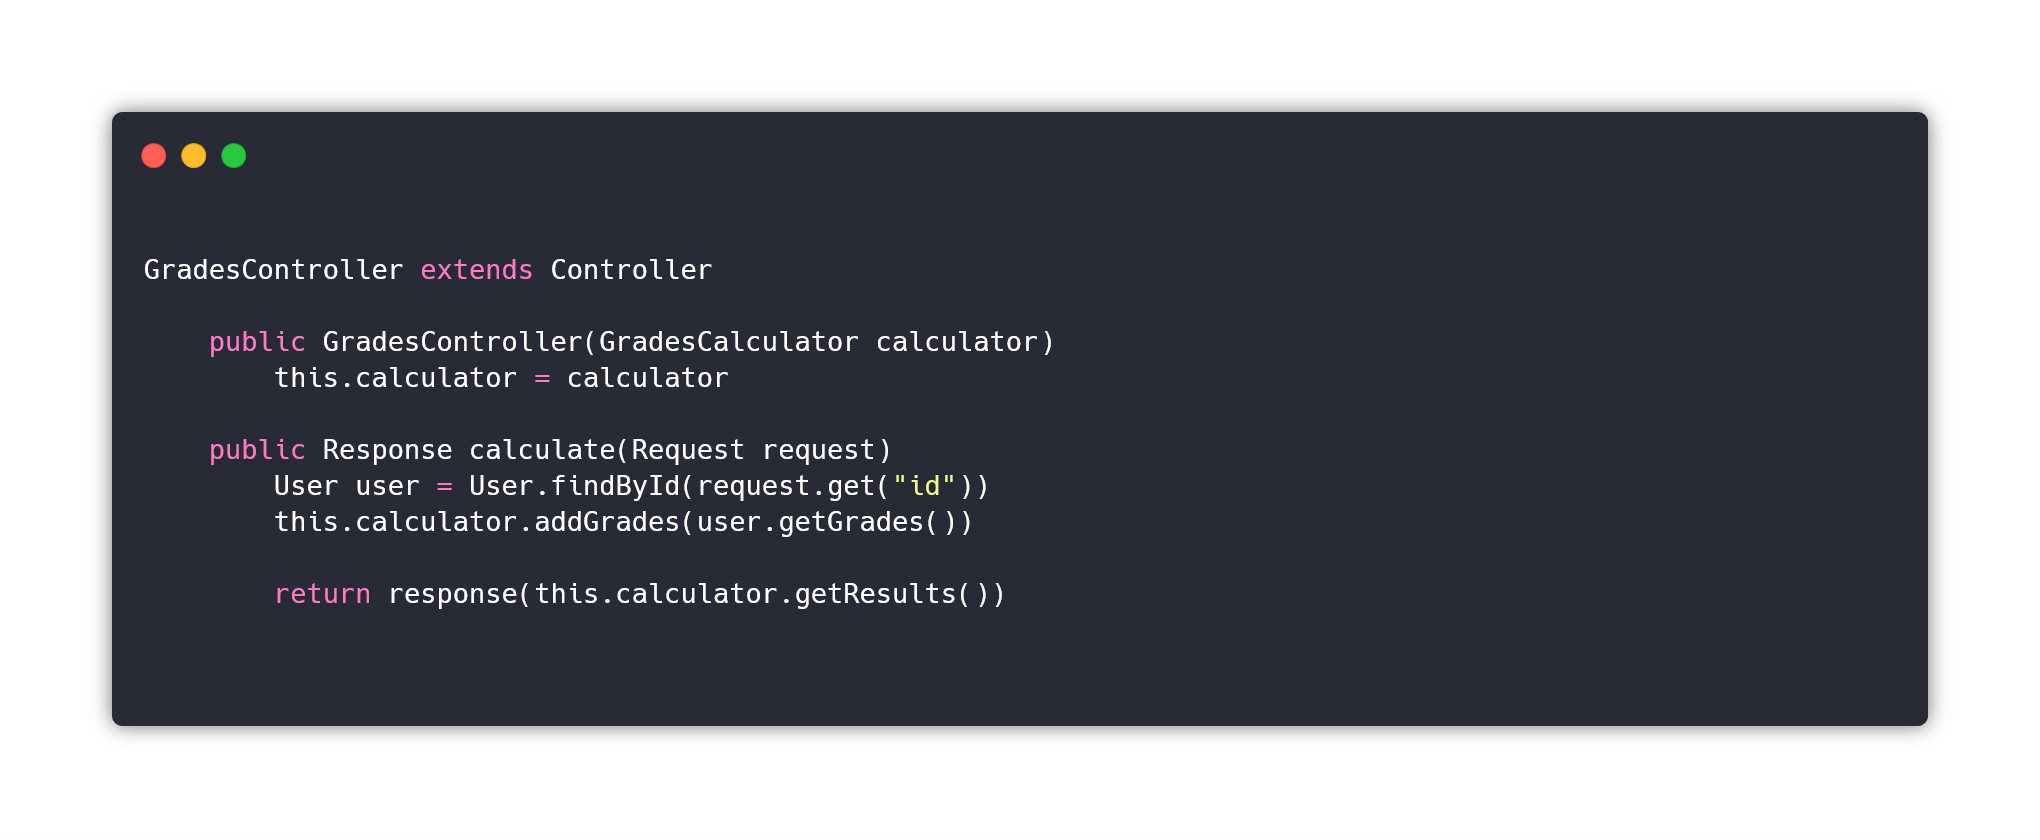 GradesController extends Controller
public GradesController(GradesCalculator calculator)
this.calculator = calculator
public Response calculate(Request request)
User user = User.findById(request.get("id"))
this.calculator.addGrades(user.getGrades())
return response(this.calculator.getResults())